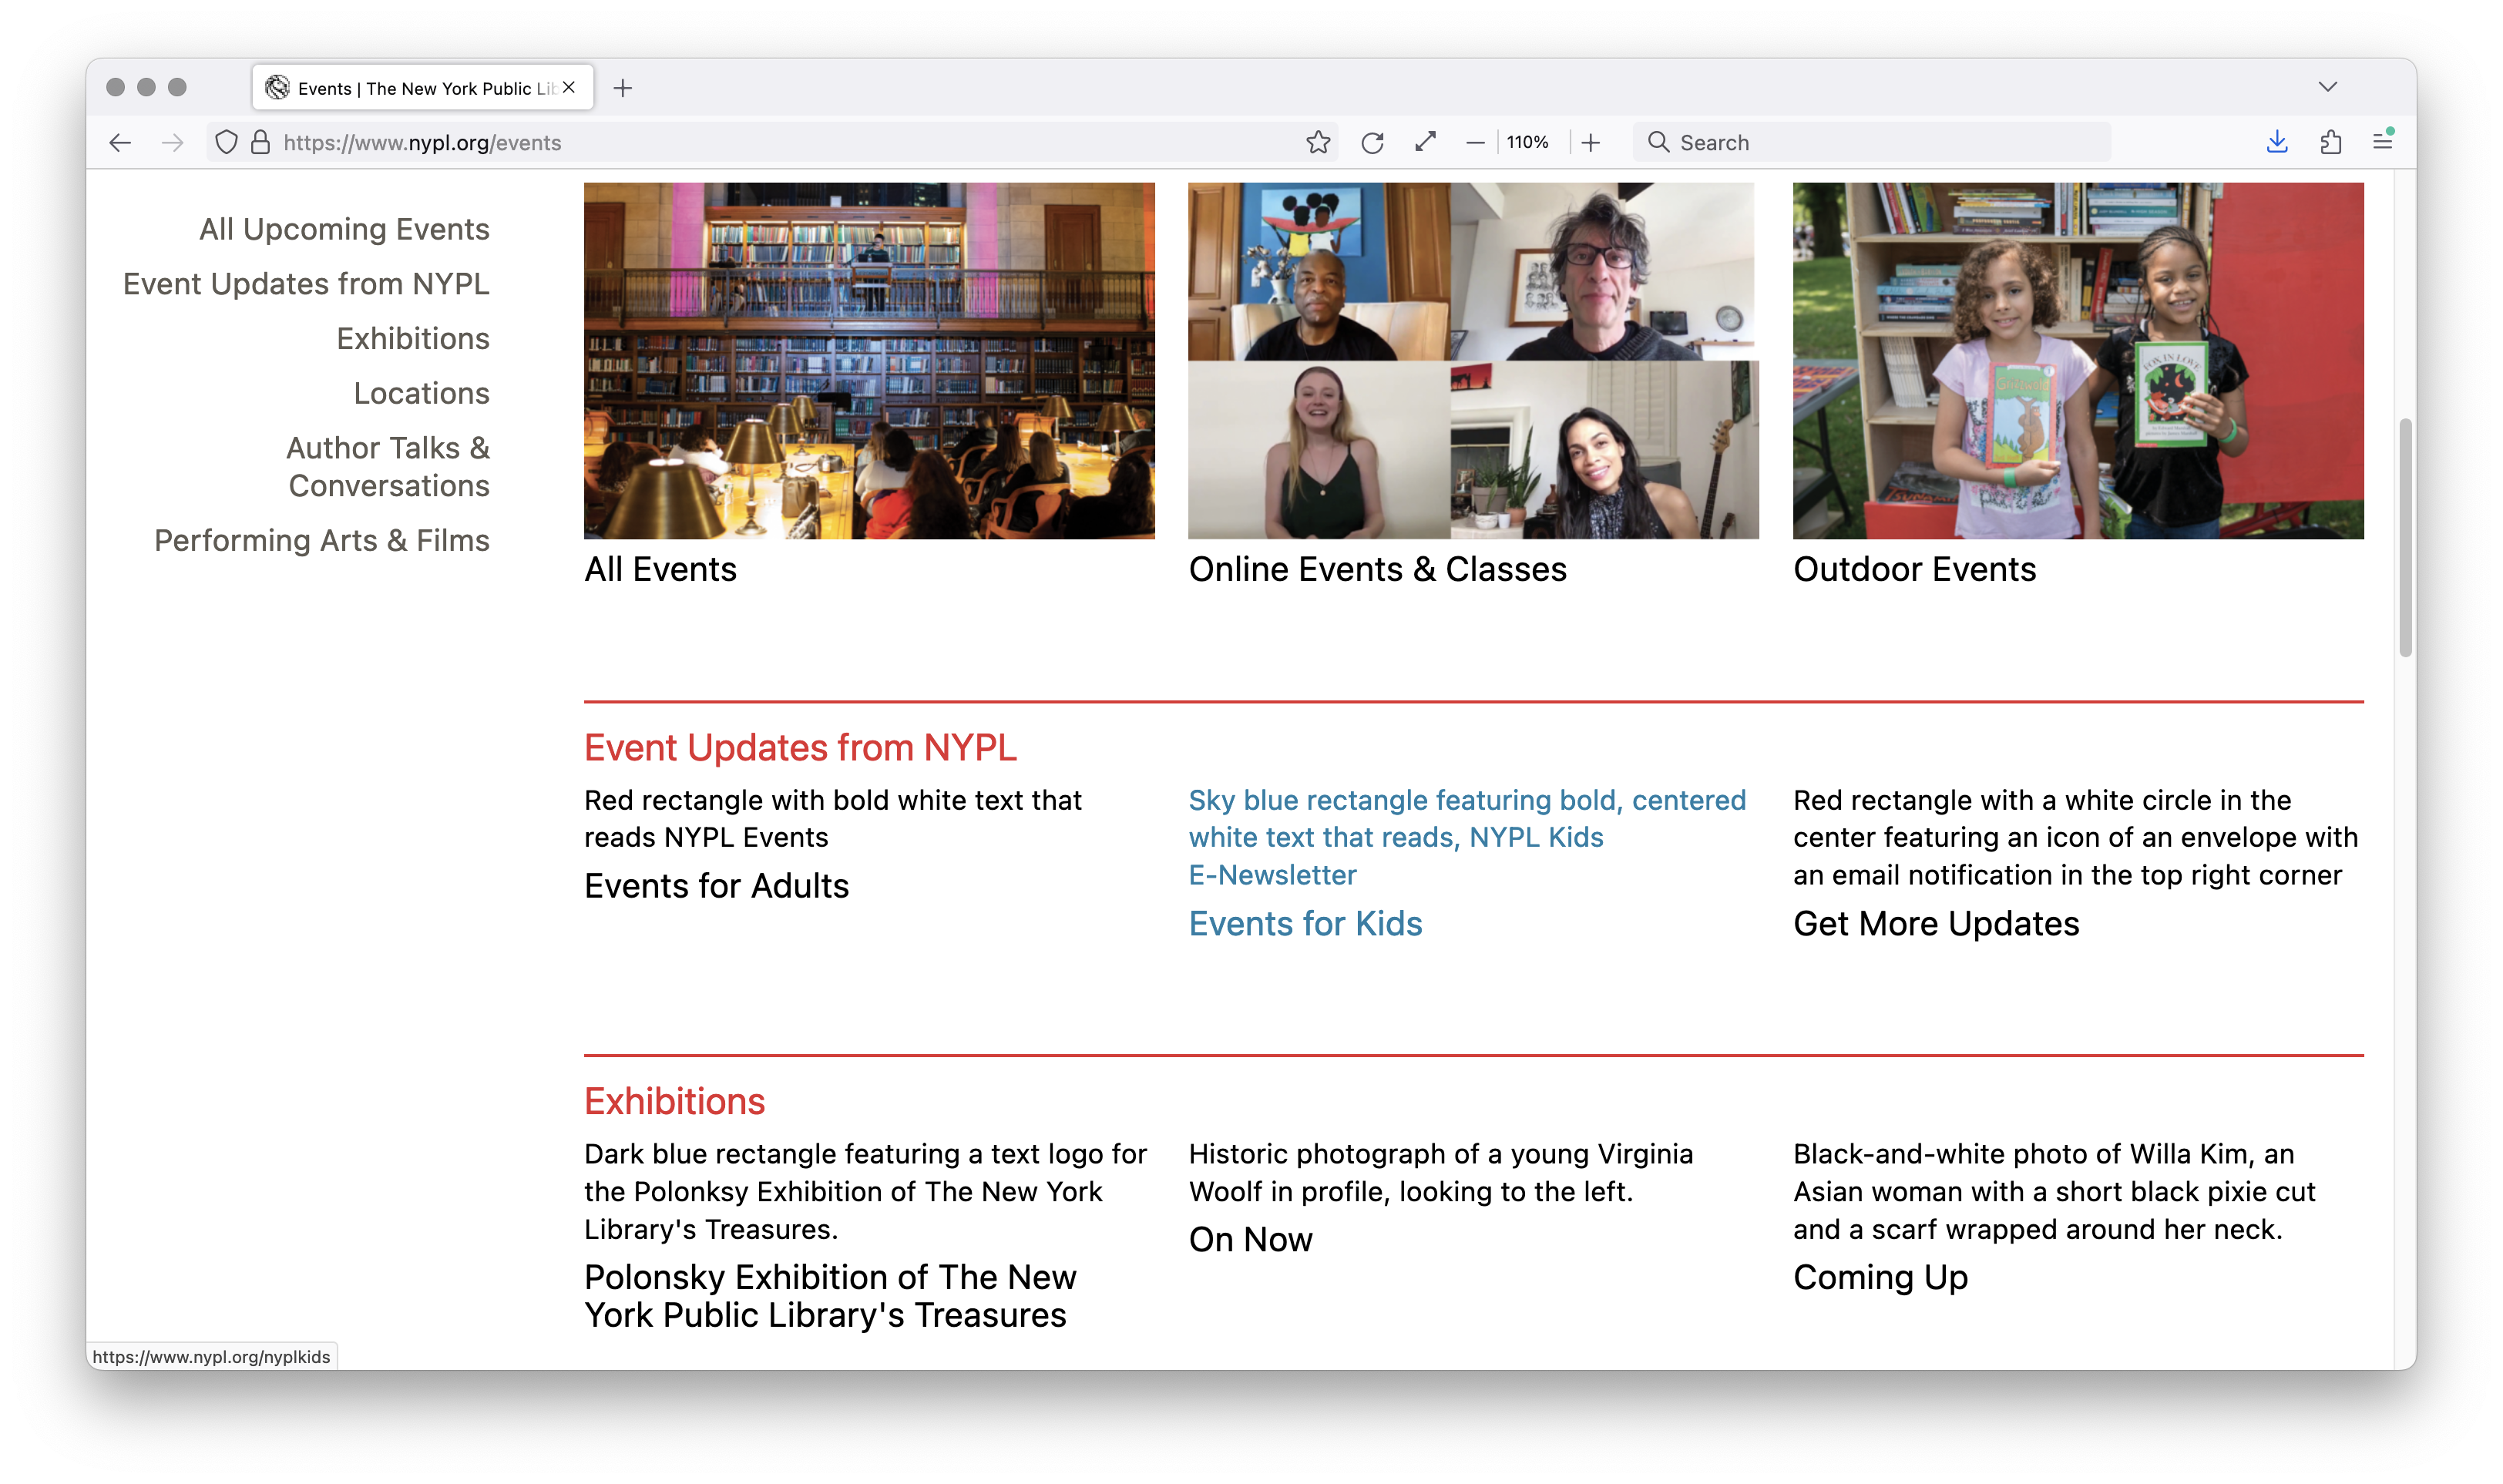 Events | The New York Public Lib
https://www.nypl.org/events
110%
Search
All Upcoming Events
Event Updates from NYPL
Exhibitions
Locations
Author Talks &
Conversations
Performing Arts & Films
FOX IN LOVE
All Events
Online Events & Classes
Outdoor Events
Event Updates from NYPL
Red rectangle with bold white text that
reads NYPL Events
Events for Adults
Sky blue rectangle featuring bold, centered
white text that reads, NYPL Kids
E-Newsletter
Events for Kids
Red rectangle with a white circle in the
center featuring an icon of an envelope with
an email notification in the top right corner
Get More Updates
Exhibitions
Dark blue rectangle featuring a text logo for
the Polonksy Exhibition of The New York
Library's Treasures.
Polonsky Exhibition of The New
York Public Library's Treasures
Historic photograph of a young Virginia
Woolf in profile, looking to the left.
On Now
Black-and-white photo of Willa Kim, an
Asian woman with a short black pixie cut
and a scarf wrapped around her neck.
Coming Up
https://www.nypl.org/nyplkids